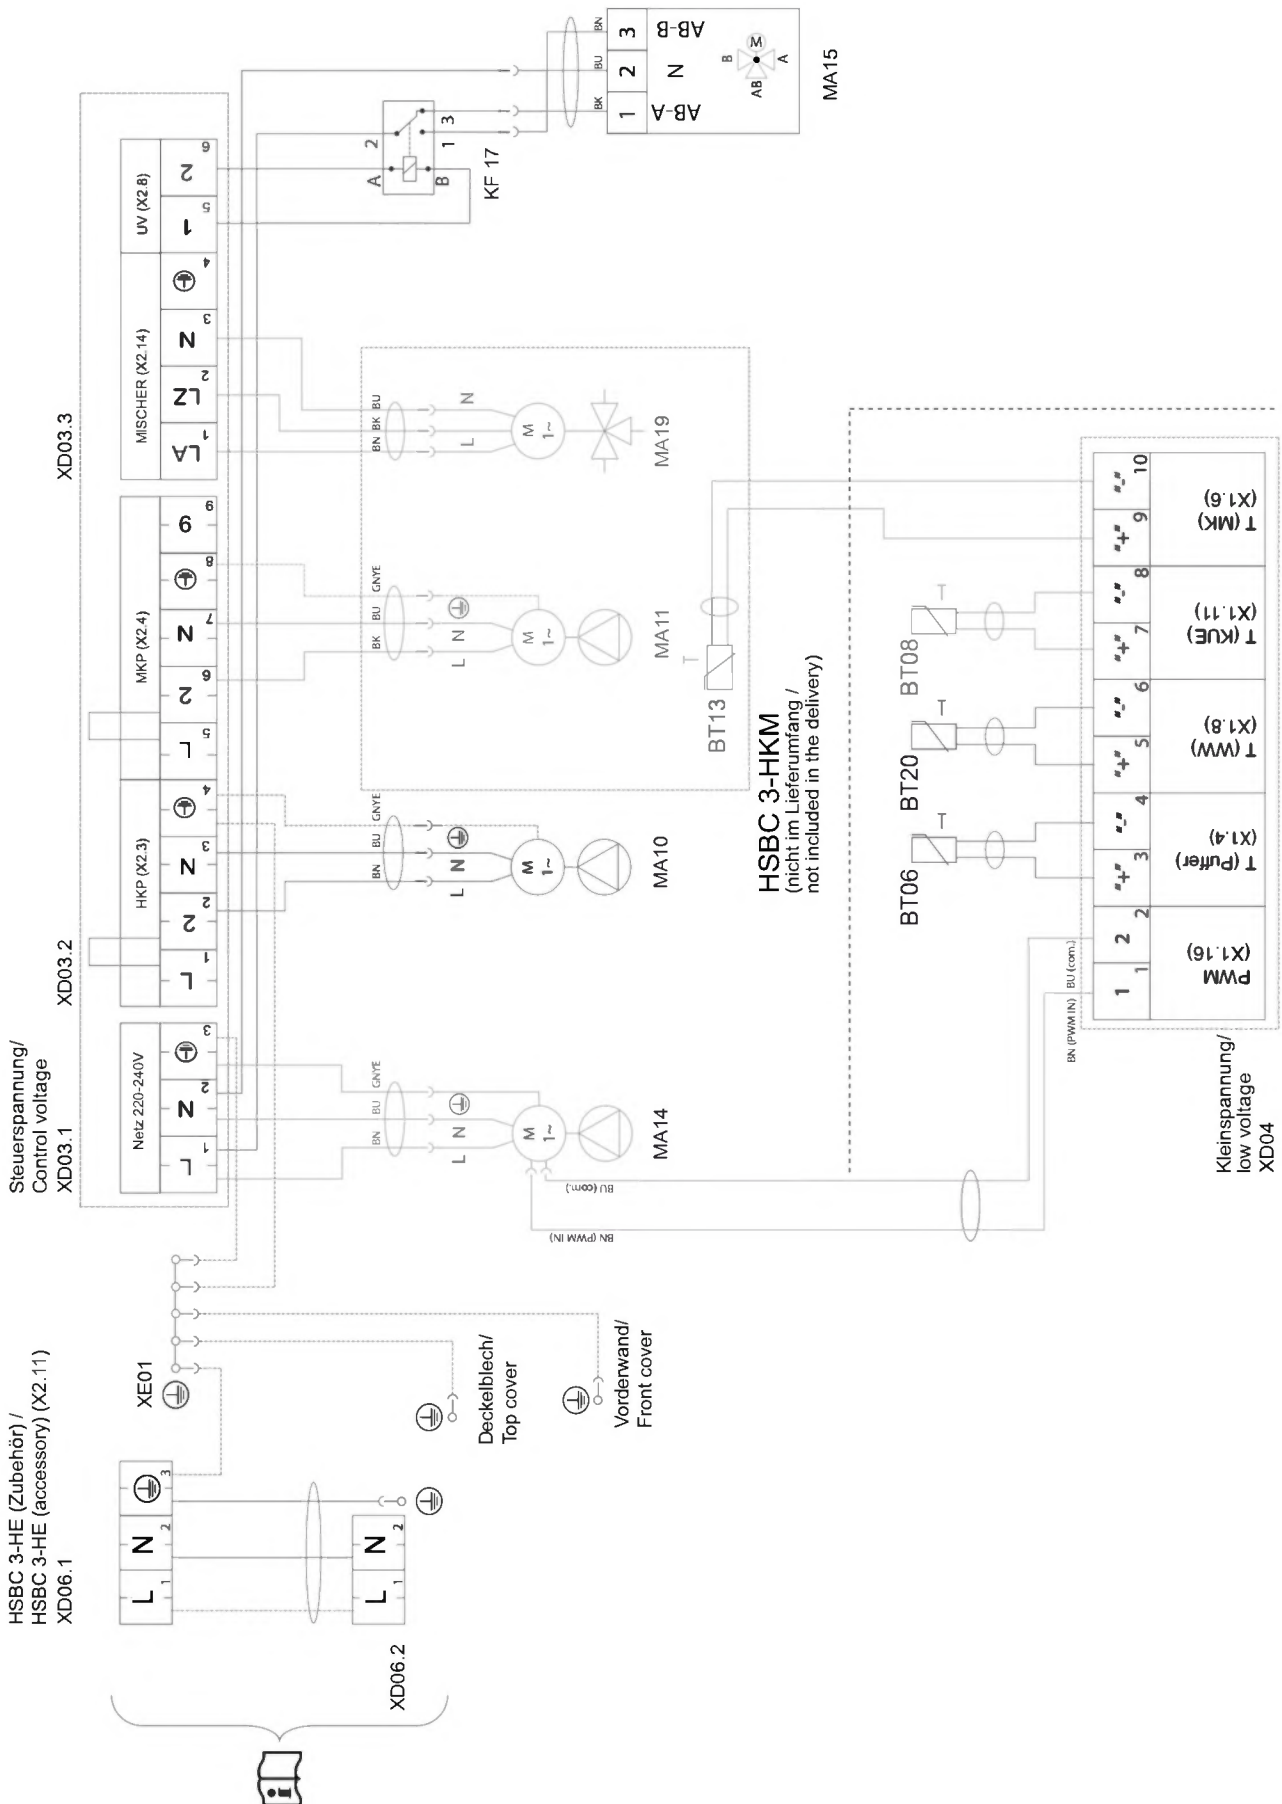 HSBC 3-HE (Zubehör) /
HSBC 3-HE (accessory) (X2.11)
XD06.1
L 1
N 2
3
XD06.2
L 1
N 2
XE01
Deckelblech/
Top cover
Vorderwand/
Front cover
Steuerspannung/
Control voltage
XD03.1
Netz 220-240V
L 1
N 2
3
XD03.2
HKP (X2.3)
L 1
2 2
N 3
4
MKP (X2.4)
L 5
2 6
N 7
8
9 9
XD03.3
MISCHER (X2.14)
LA 1
LZ 2
N 3
4
UV (X2.8)
1 5
2 6
BN BU GNYE
L N
M
1~
MA14
BN (PWM IN)
BU (com.)
BN BU GNYE
L N
M
1~
MA10
BK BU GNYE
L N
M
1~
MA11
BN BK BU
L N
M
1~
MA19
T
BT13
HSBC 3-HKM
(nicht im Lieferumfang /
not included in the delivery)
A
B
2
1
3
KF 17
BK BU BN
1 2 3
AB-A N AB-B
B
M
AB
A
MA15
BT06
T
BT20
T
BT08
T
BN (PWM IN) BU (com.)
Kleinspannung/
low voltage
XD04
1 1
2 2
PWM
(X1.16)
"+" 3
"-" 4
T (Puffer)
(X1.4)
"+" 5
"-" 6
T (WW)
(X1.8)
"+" 7
"-" 8
T (KUE)
(X1.11)
"+" 9
"-" 10
T (MK)
(X1.6)